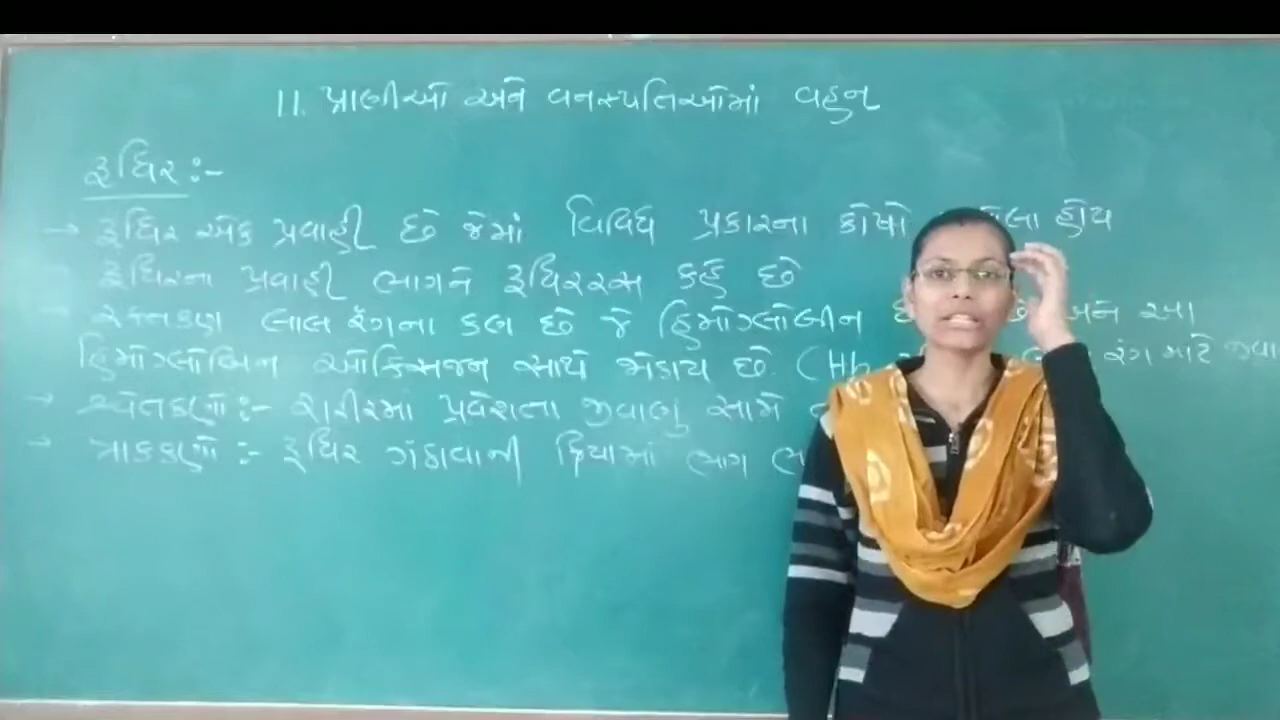 11. પ્રાણીઓ અને વનસ્પતિઓમાં વહન
રૂધિર :-
→ રૂધિર એક પ્રવાહી છે જેમાં વિવિધ પ્રકારના કોષો હોય
→ રૂધિરના પ્રવાહી ભાગને રૂધિરરસ કહે છે
→ રક્તકણ લાલ રંગના કણ છે જે હિમોગ્લોબીન અને આ
હિમોગ્લોબિન ઓક્સિજન સાથે જોડાય છે. (Hb રંગ માટે
→ શ્વેતકણો :- શરીરમાં પ્રવેશતા જીવાણું સામે
→ ત્રાકકણો :- રૂધિર ગંઠાવાની ક્રિયામાં ભાગ